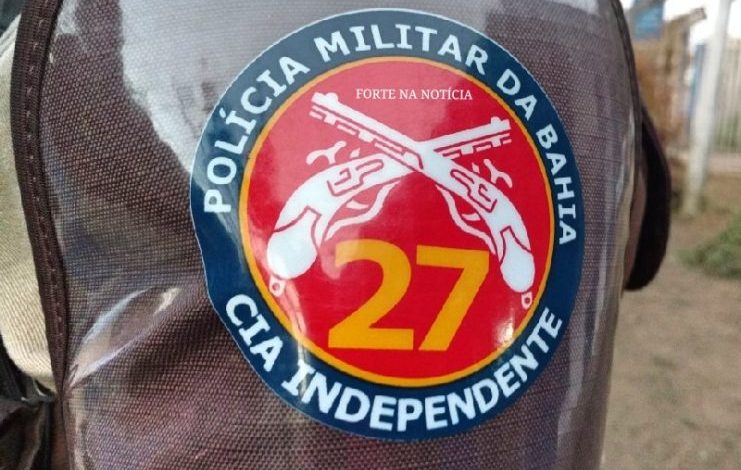 POLÍCIA MILITAR DA BAHIA
FORTE NA NOTÍCIA
27
CIA INDEPENDENTE